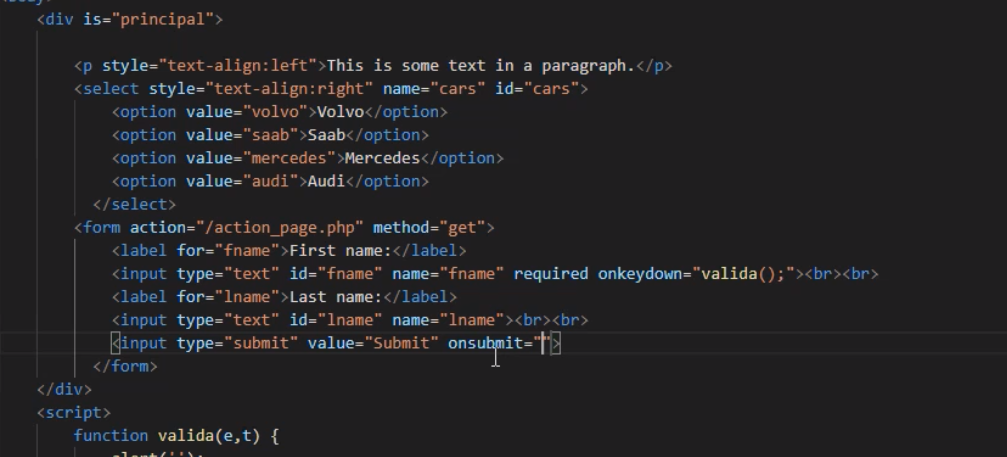 <div is="principal">
<p style="text-align:left">This is some text in a paragraph.</p>
<select style="text-align:right" name="cars" id="cars">
<option value="volvo">Volvo</option>
<option value="saab">Saab</option>
<option value="mercedes">Mercedes</option>
<option value="audi">Audi</option>
</select>
<form action="/action_page.php" method="get">
<label for="fname">First name:</label>
<input type="text" id="fname" name="fname" required onkeydown="valida();"><br><br>
<label for="lname">Last name:</label>
<input type="text" id="lname" name="lname"><br><br>
<input type="submit" value="Submit" onsubmit="">
</form>
</div>
<script>
function valida(e,t) {